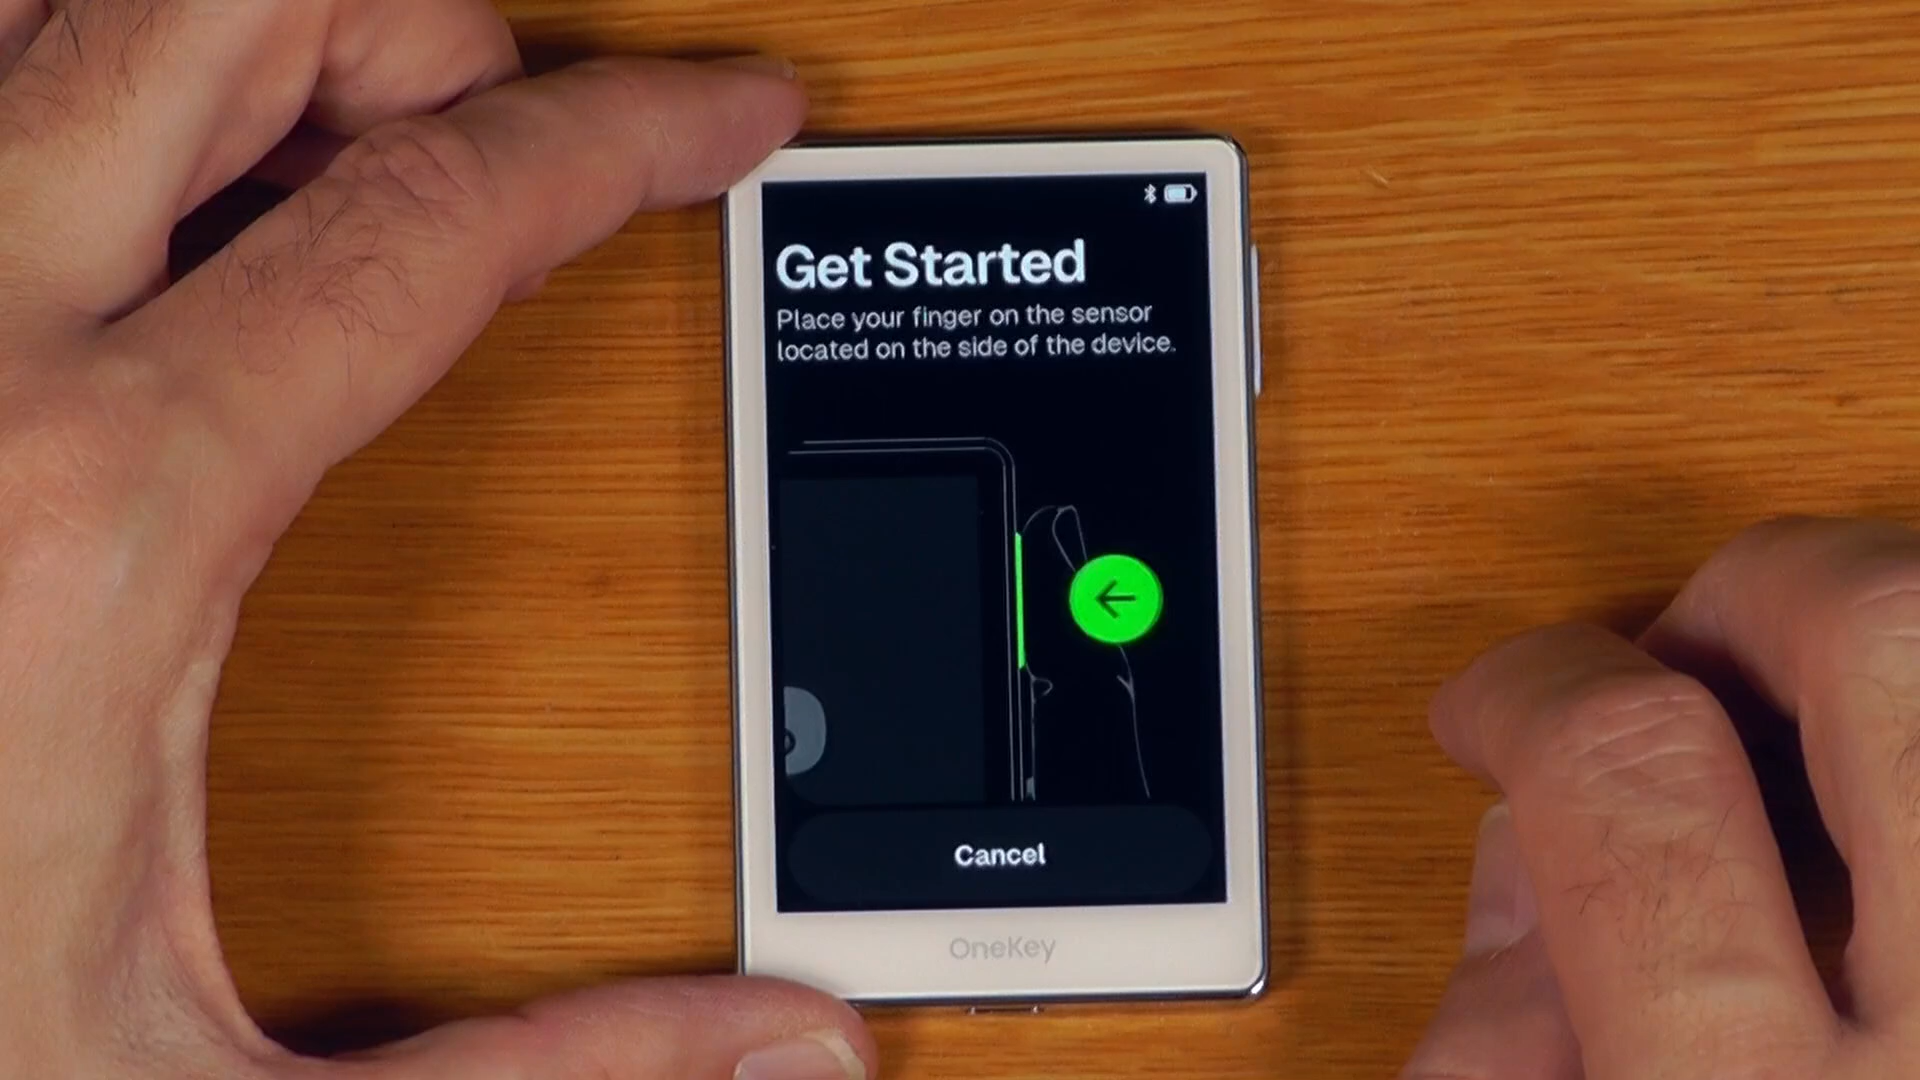 Get Started
Place your finger on the sensor
located on the side of the device.
Cancel
OneKey